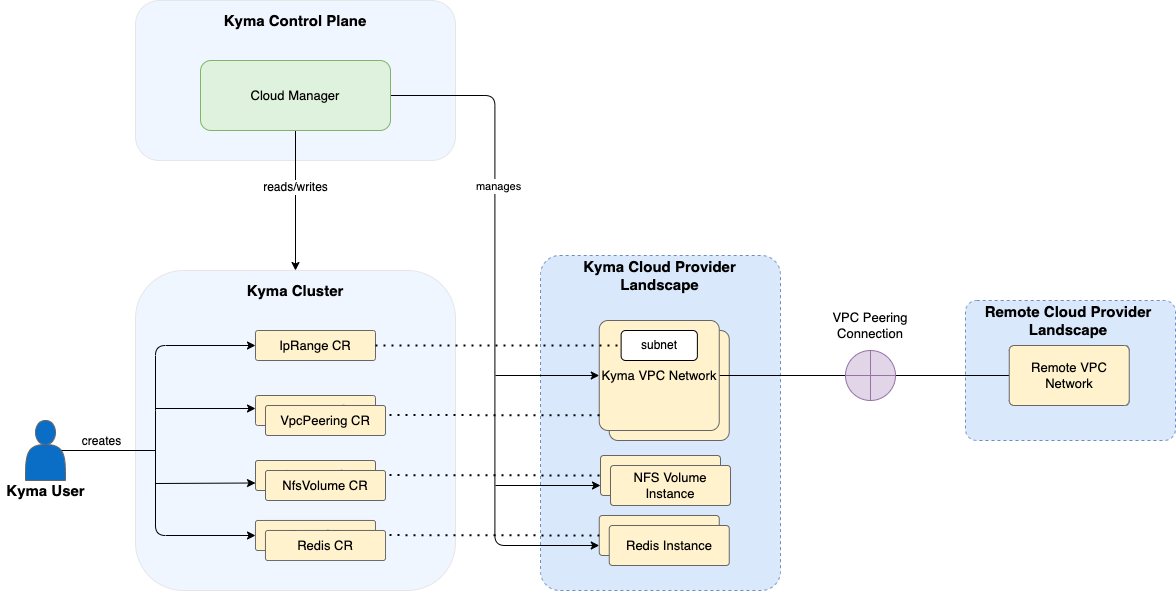 Kyma Control Plane
Cloud Manager
reads/writes
manages
Kyma Cluster
IpRange CR
VpcPeering CR
NfsVolume CR
Redis CR
creates
Kyma User
Kyma Cloud Provider
Landscape
subnet
Kyma VPC Network
NFS Volume
Instance
Redis Instance
VPC Peering
Connection
Remote Cloud Provider
Landscape
Remote VPC
Network